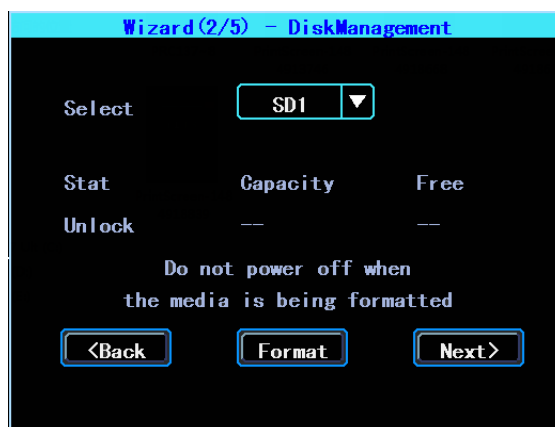 Wizard(2/5) - DiskManagement
Select SD1
Stat Capacity Free
Unlock -- --
Do not power off when
the media is being formatted
<Back Format Next>